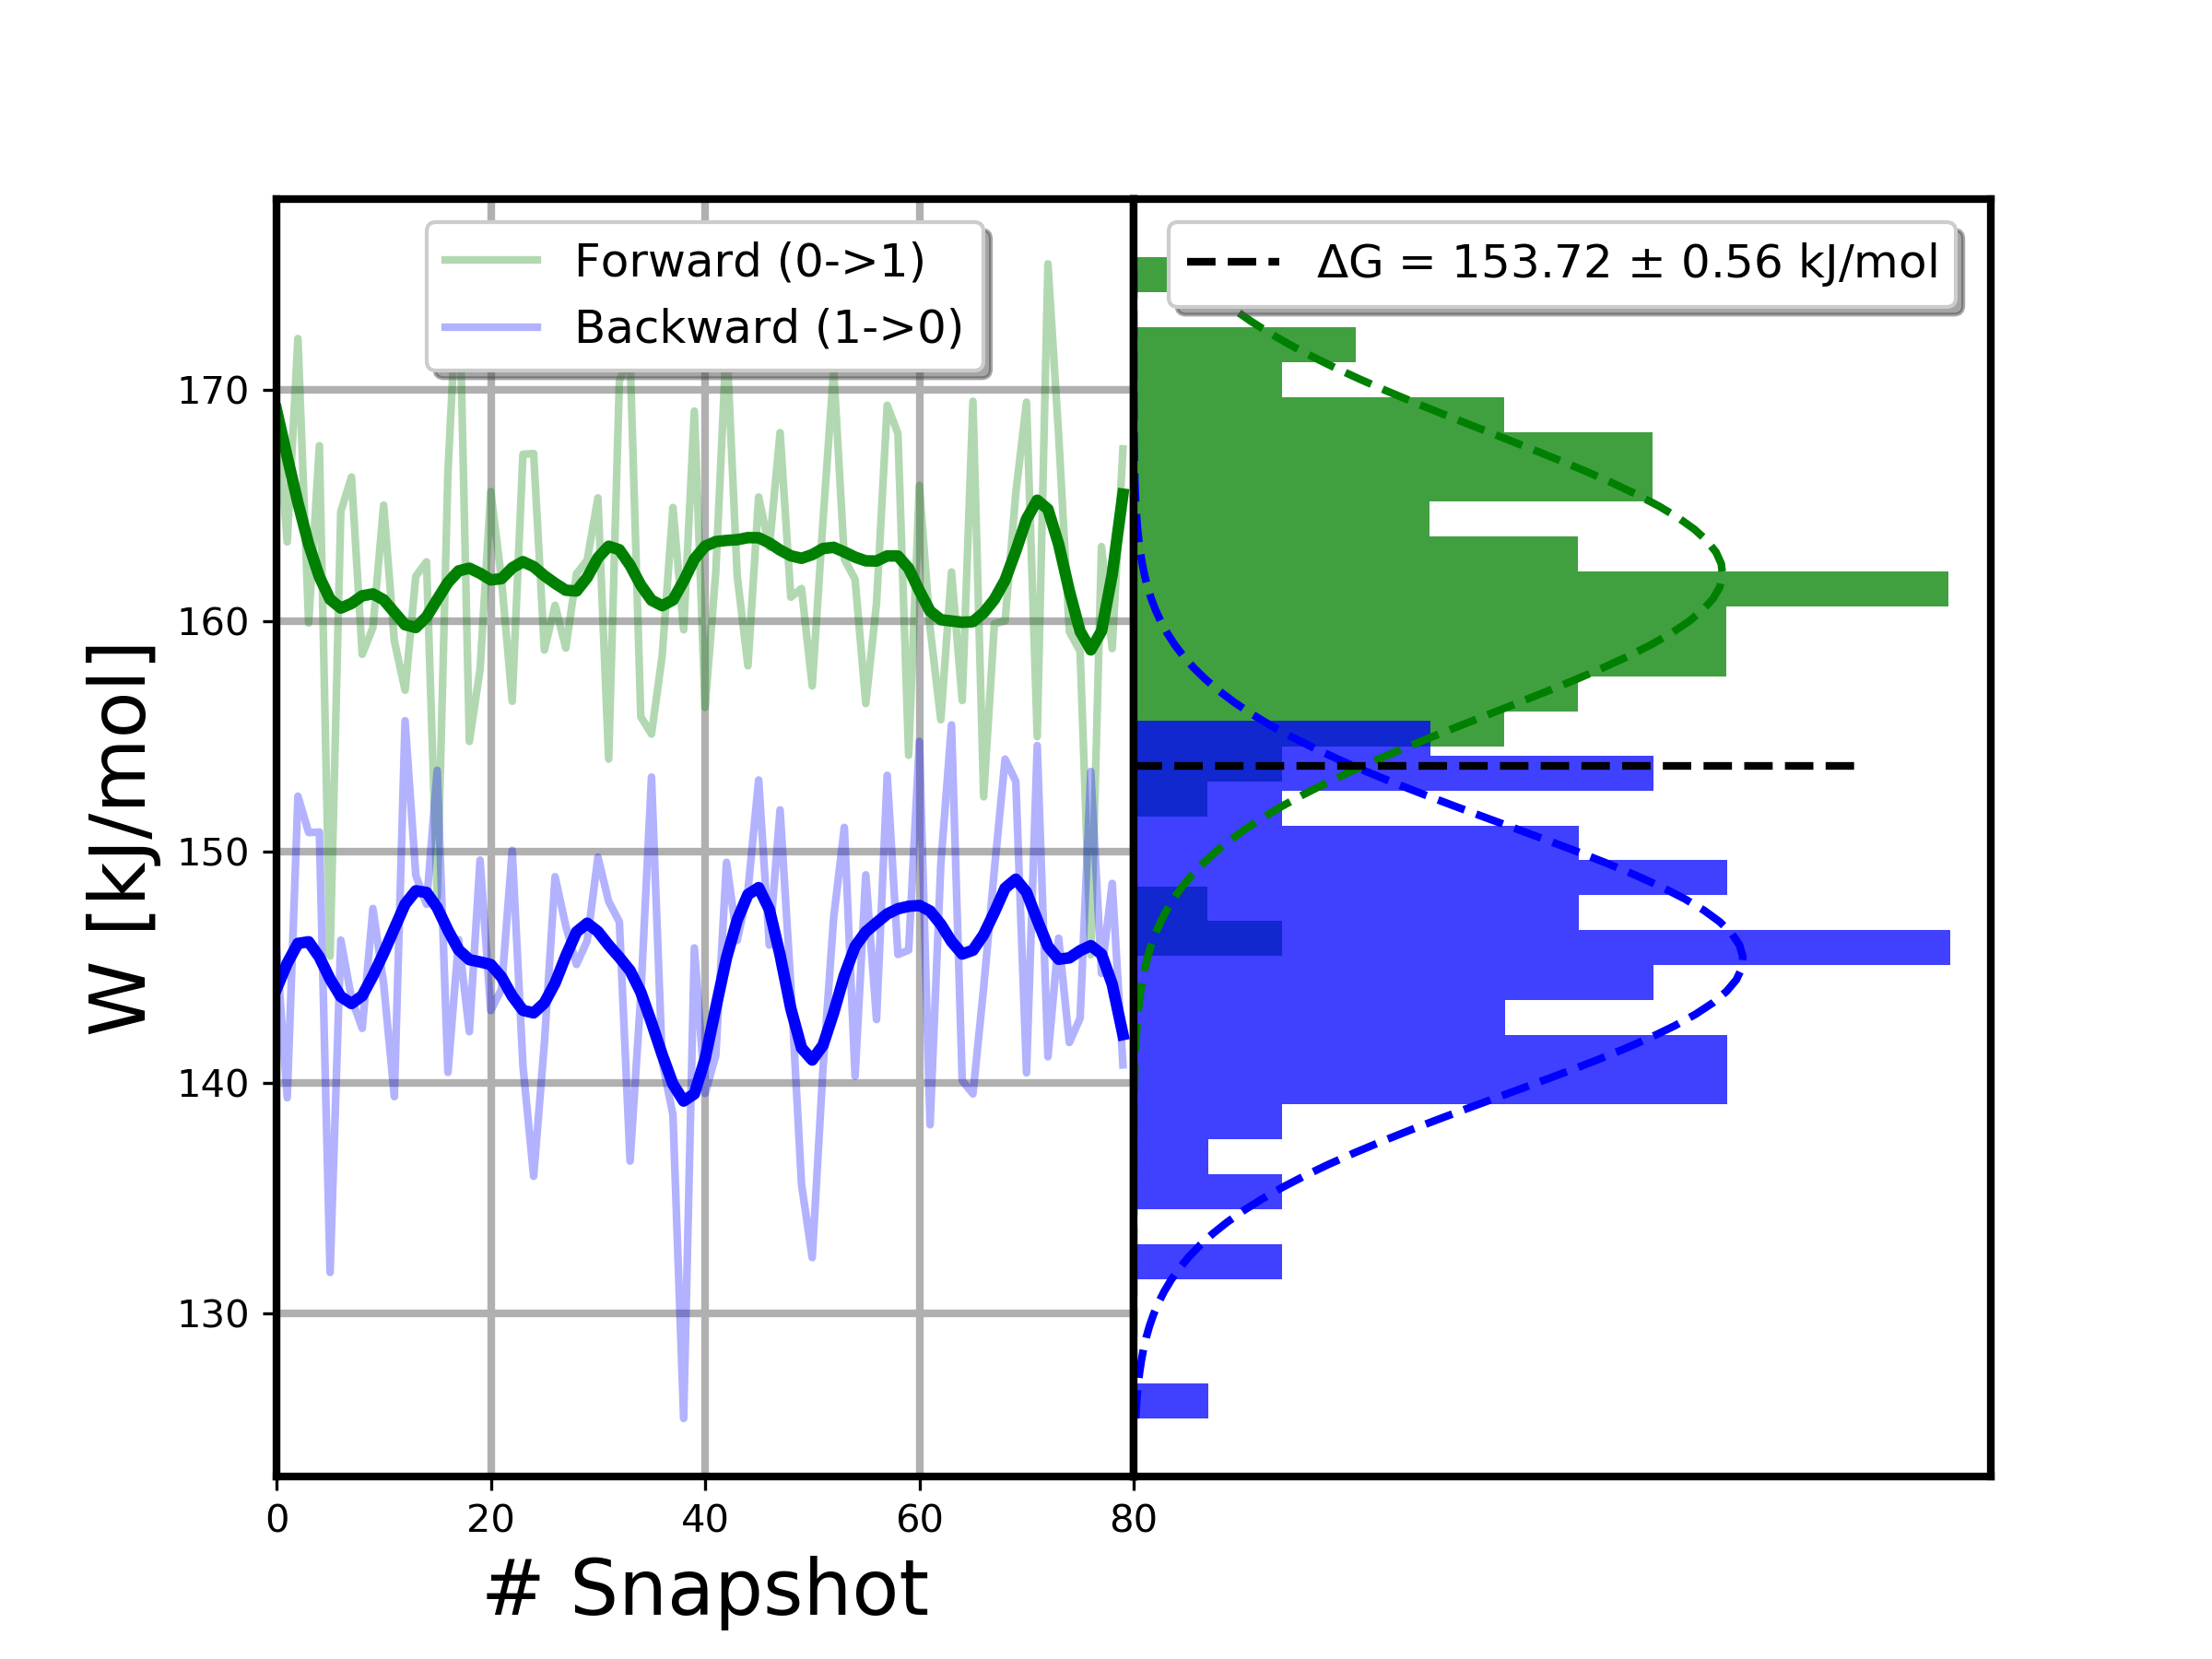 Forward (0->1)
Backward (1->0)
ΔG = 153.72 ± 0.56 kJ/mol
W [kJ/mol]
170
160
150
140
130
0 20 40 60 80
# Snapshot